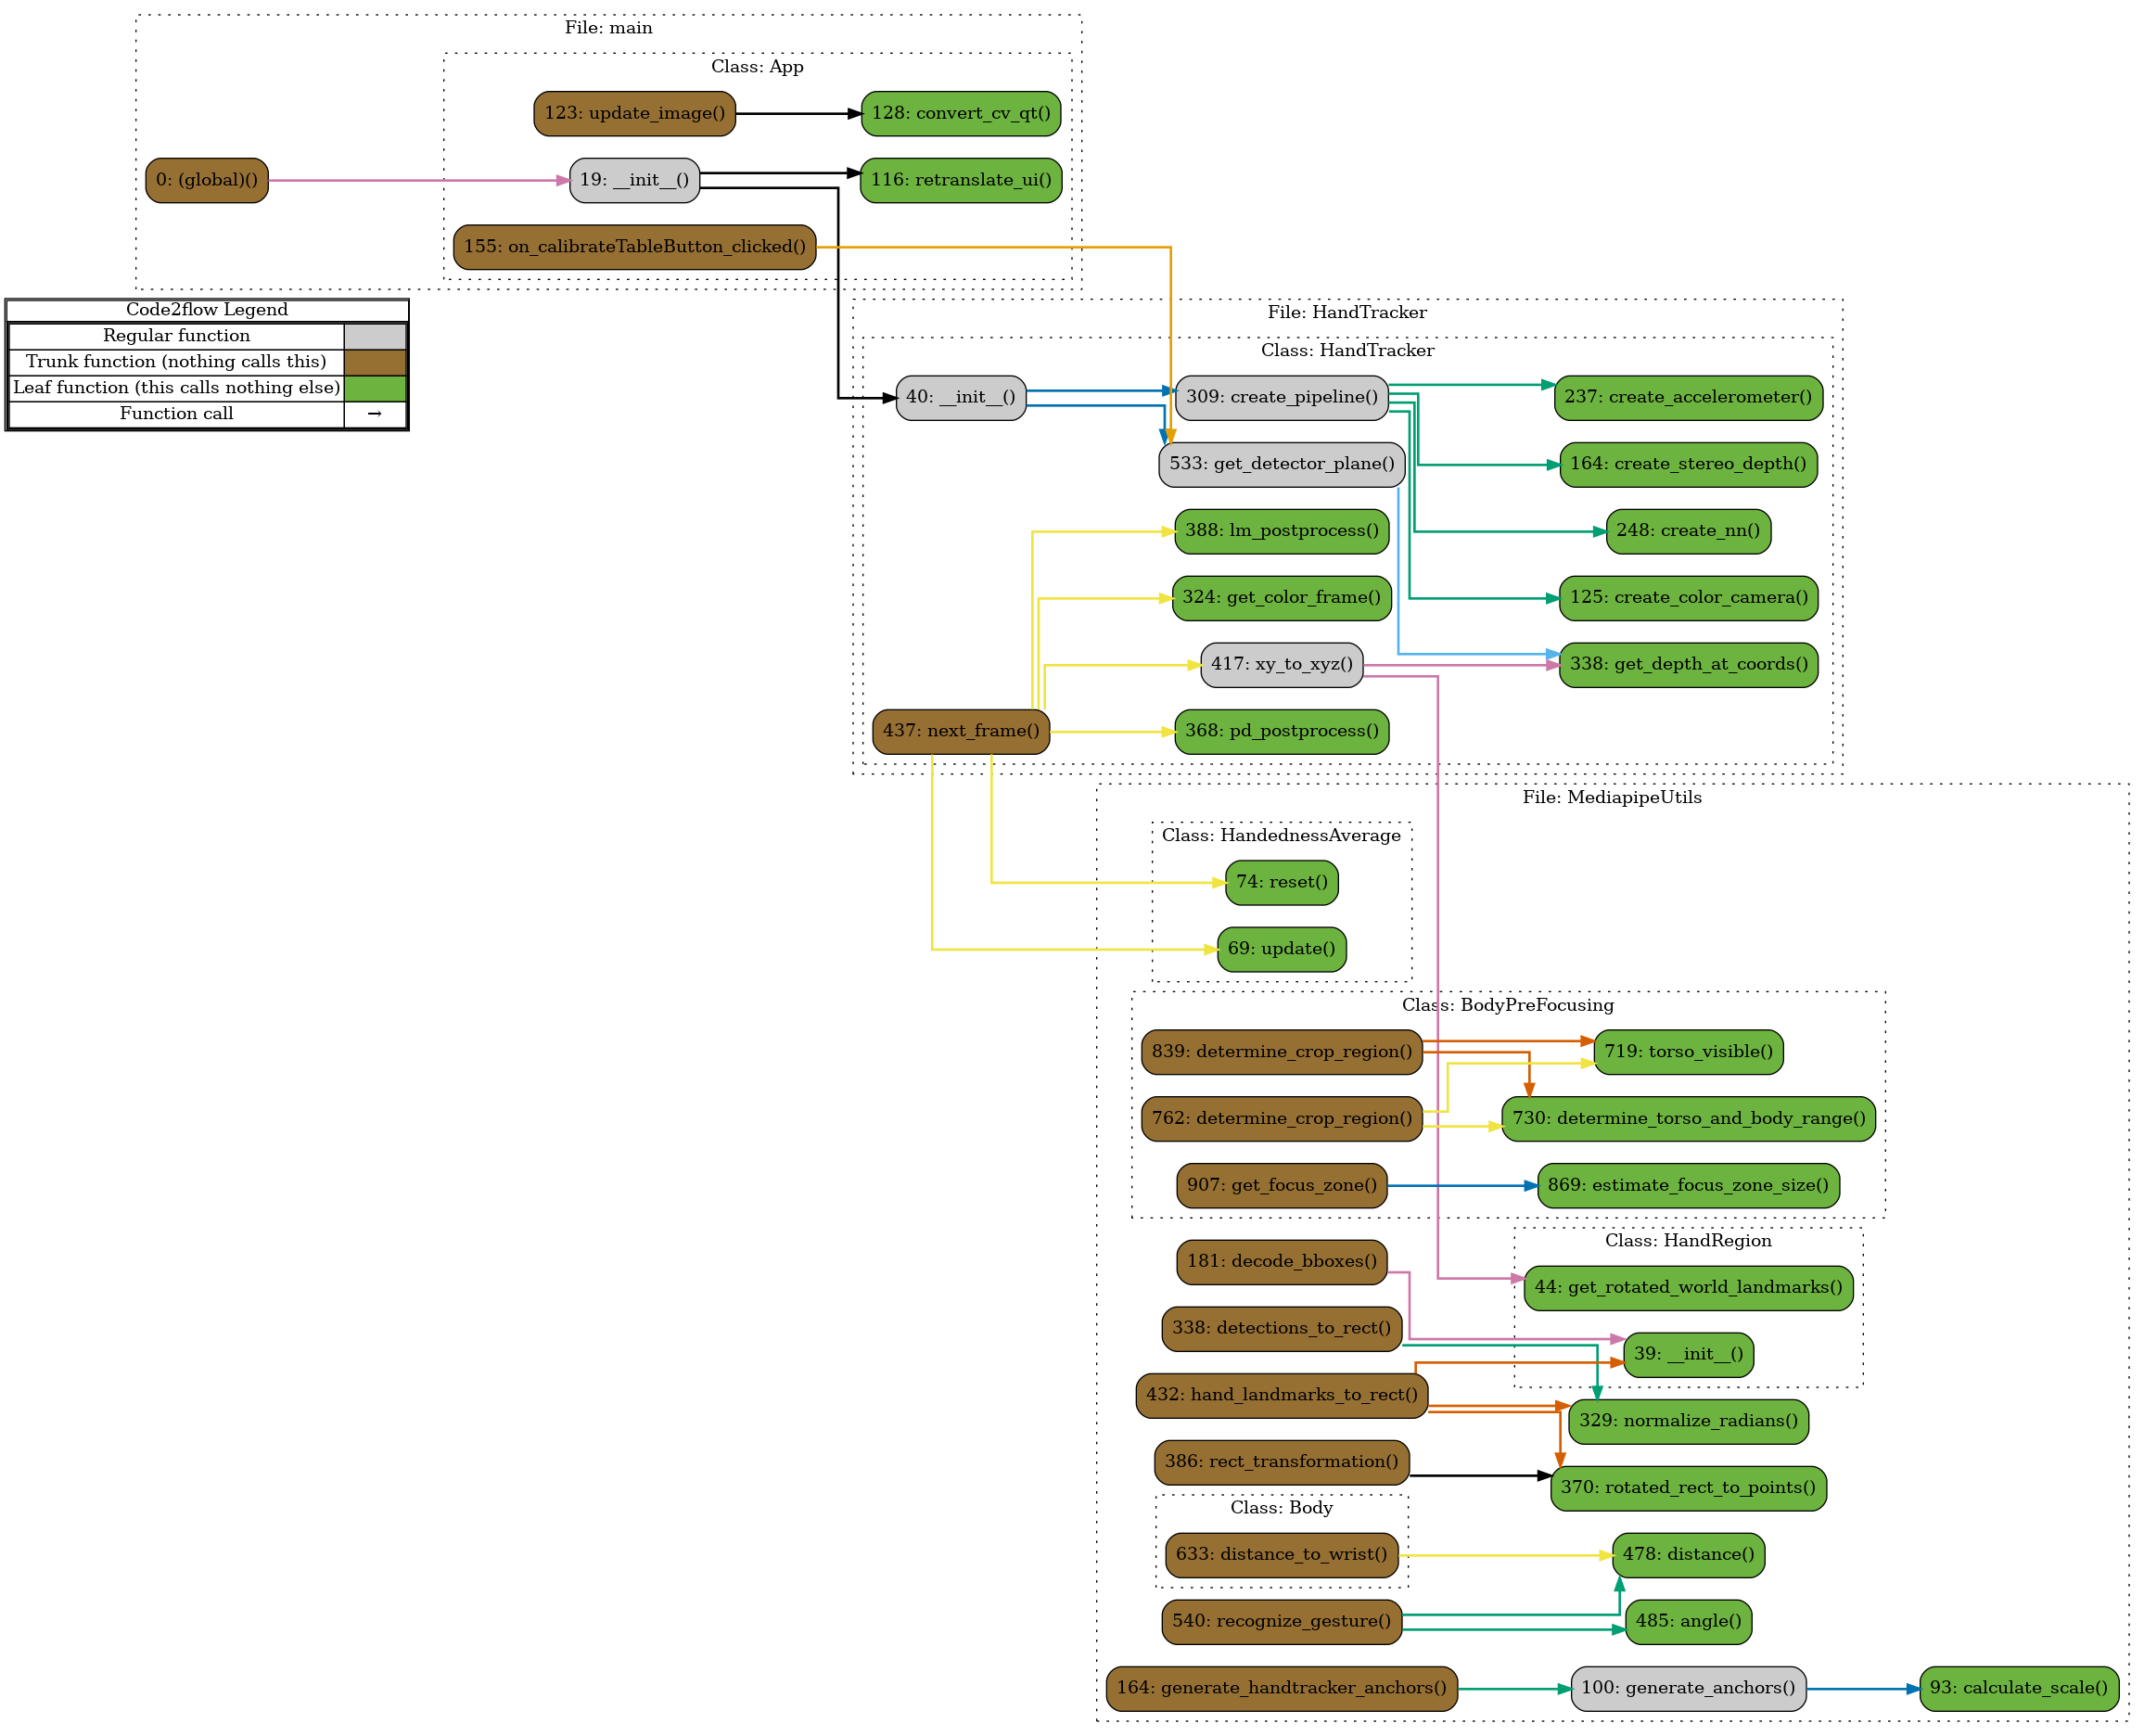 File: main
Class: App
123: update_image()
128: convert_cv_qt()
0: (global)()
19: __init__()
116: retranslate_ui()
155: on_calibrateTableButton_clicked()
Code2flow Legend
Regular function
Trunk function (nothing calls this)
Leaf function (this calls nothing else)
Function call →
File: HandTracker
Class: HandTracker
40: __init__()
309: create_pipeline()
237: create_accelerometer()
533: get_detector_plane()
164: create_stereo_depth()
388: lm_postprocess()
248: create_nn()
324: get_color_frame()
125: create_color_camera()
417: xy_to_xyz()
338: get_depth_at_coords()
437: next_frame()
368: pd_postprocess()
File: MediapipeUtils
Class: HandednessAverage
74: reset()
69: update()
Class: BodyPreFocusing
839: determine_crop_region()
719: torso_visible()
762: determine_crop_region()
730: determine_torso_and_body_range()
907: get_focus_zone()
869: estimate_focus_zone_size()
181: decode_bboxes()
Class: HandRegion
44: get_rotated_world_landmarks()
338: detections_to_rect()
39: __init__()
432: hand_landmarks_to_rect()
329: normalize_radians()
386: rect_transformation()
370: rotated_rect_to_points()
Class: Body
633: distance_to_wrist()
478: distance()
540: recognize_gesture()
485: angle()
164: generate_handtracker_anchors()
100: generate_anchors()
93: calculate_scale()